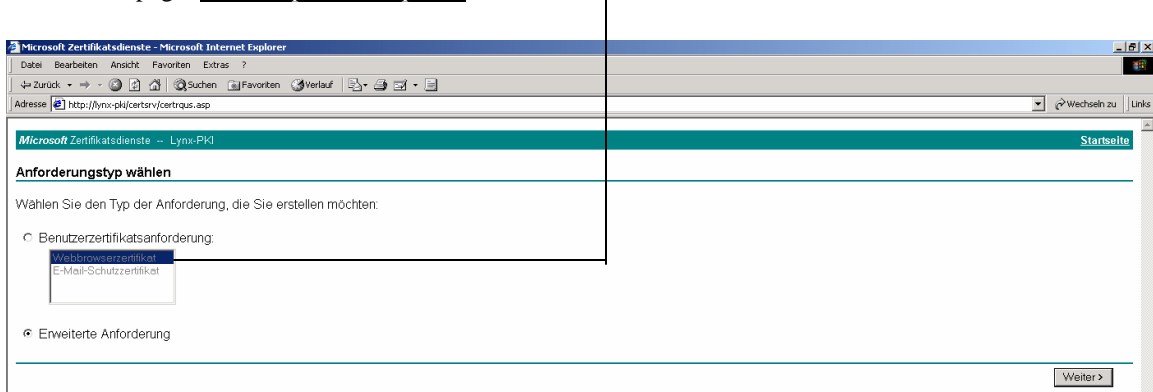 Microsoft Zertifikatsdienste - Microsoft Internet Explorer
Datei Bearbeiten Ansicht Favoriten Extras ?
Zurück Suchen Favoriten Verlauf
Adresse http://lynx-pki/certsrv/certrqus.asp Wechseln zu Links
Microsoft Zertifikatsdienste -- Lynx-PKI Startseite
Anforderungstyp wählen
Wählen Sie den Typ der Anforderung, die Sie erstellen möchten:
Benutzerzertifikatsanforderung:
Webbrowserzertifikat
E-Mail-Schutzzertifikat
Erweiterte Anforderung
Weiter >